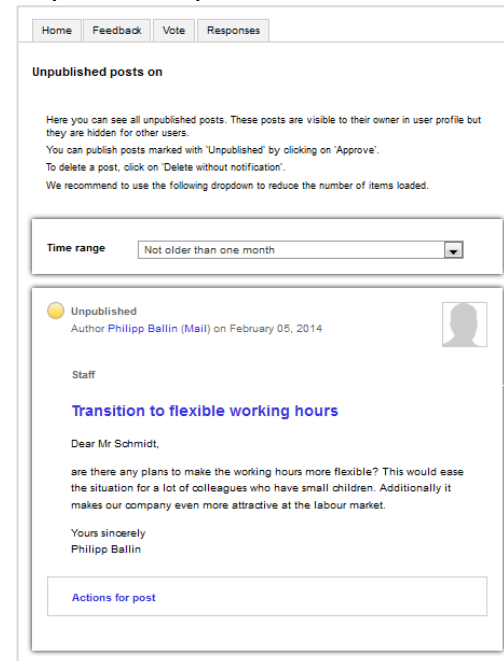 Home Feedback Vote Responses
Unpublished posts on
Here you can see all unpublished posts. These posts are visible to their owner in user profile but
they are hidden for other users.
You can publish posts marked with 'Unpublished' by clicking on 'Approve'.
To delete a post, click on 'Delete without notification'.
We recommend to use the following dropdown to reduce the number of items loaded.
Time range Not older than one month
Unpublished
Author Philipp Ballin (Mail) on February 05, 2014
Staff
Transition to flexible working hours
Dear Mr Schmidt,
are there any plans to make the working hours more flexible? This would ease
the situation for a lot of colleagues who have small children. Additionally it
makes our company even more attractive at the labour market.
Yours sincerely
Philipp Ballin
Actions for post